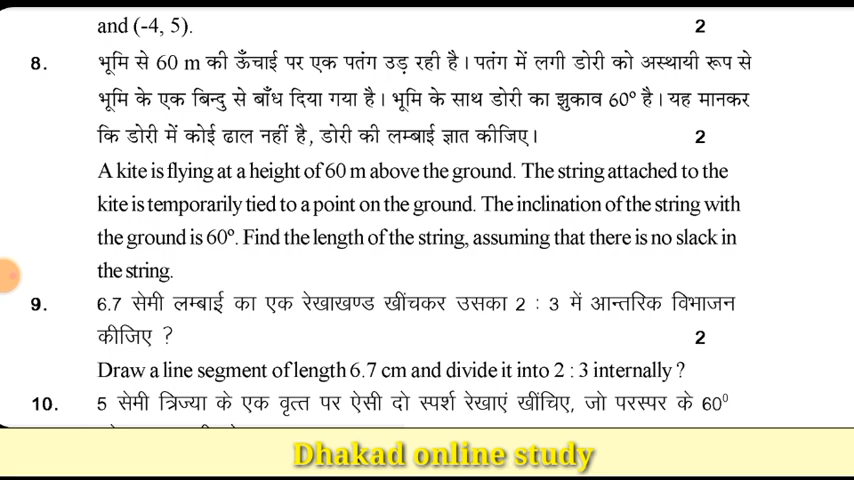 and (-4, 5). 2
8. भूमि से 60 m की ऊँचाई पर एक पतंग उड़ रही है। पतंग में लगी डोरी को अस्थायी रूप से
भूमि के एक बिन्दु से बाँध दिया गया है। भूमि के साथ डोरी का झुकाव 60º है। यह मानकर
कि डोरी में कोई ढाल नहीं है, डोरी की लम्बाई ज्ञात कीजिए। 2
A kite is flying at a height of 60 m above the ground. The string attached to the
kite is temporarily tied to a point on the ground. The inclination of the string with
the ground is 60º. Find the length of the string, assuming that there is no slack in
the string.
9. 6.7 सेमी लम्बाई का एक रेखाखण्ड खींचकर उसका 2 : 3 में आन्तरिक विभाजन
कीजिए ? 2
Draw a line segment of length 6.7 cm and divide it into 2 : 3 internally ?
10. 5 सेमी त्रिज्या के एक वृत्त पर ऐसी दो स्पर्श रेखाएं खींचिए, जो परस्पर के 60⁰
Dhakad online study